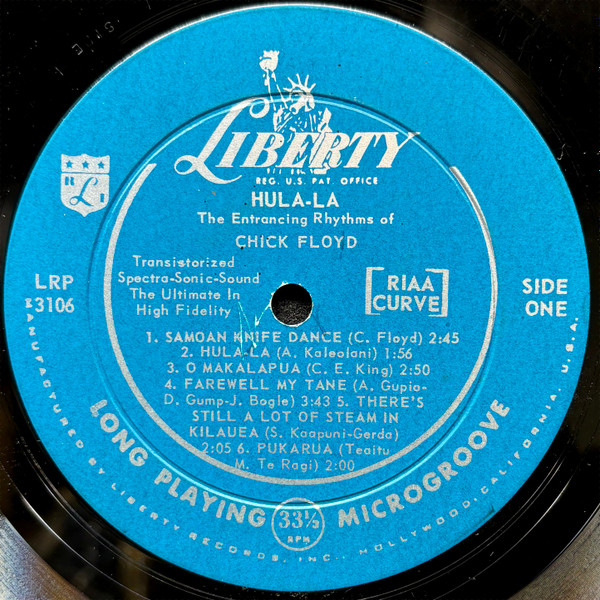 LIBERTY
REG. U.S. PAT. OFFICE
HULA-LA
The Entrancing Rhythms of
CHICK FLOYD
Transistorized
Spectra-Sonic-Sound
The Ultimate In
High Fidelity
RIAA
CURVE
LRP
3106
SIDE
ONE
1. SAMOAN KNIFE DANCE (C. Floyd) 2:45
2. HULA-LA (A. Kaleolani) 1:56
3. O MAKALAPUA (C. E. King) 2:50
4. FAREWELL MY TANE (A. Gupio-
D. Gump-J. Bogle) 3:43 5. THERE'S
STILL A LOT OF STEAM IN
KILAUEA (S. Kaapuni-Gerda)
2:05 6. PUKARUA (Teaitu
M. Te Ragi) 2:00
LONG PLAYING 33⅓ RPM MICROGROOVE
MANUFACTURED BY LIBERTY RECORDS, INC., HOLLYWOOD, CALIFORNIA, U.S.A.